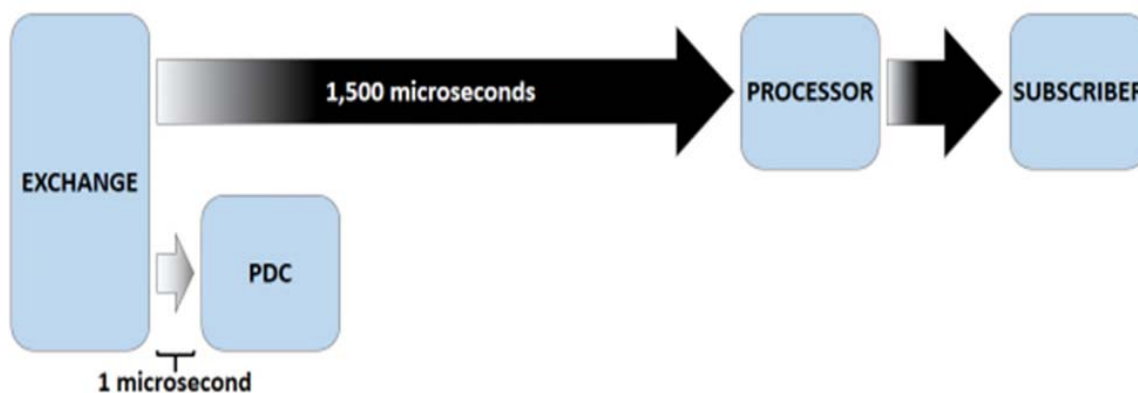 1,500 microseconds
PROCESSOR
SUBSCRIBER
EXCHANGE
PDC
1 microsecond